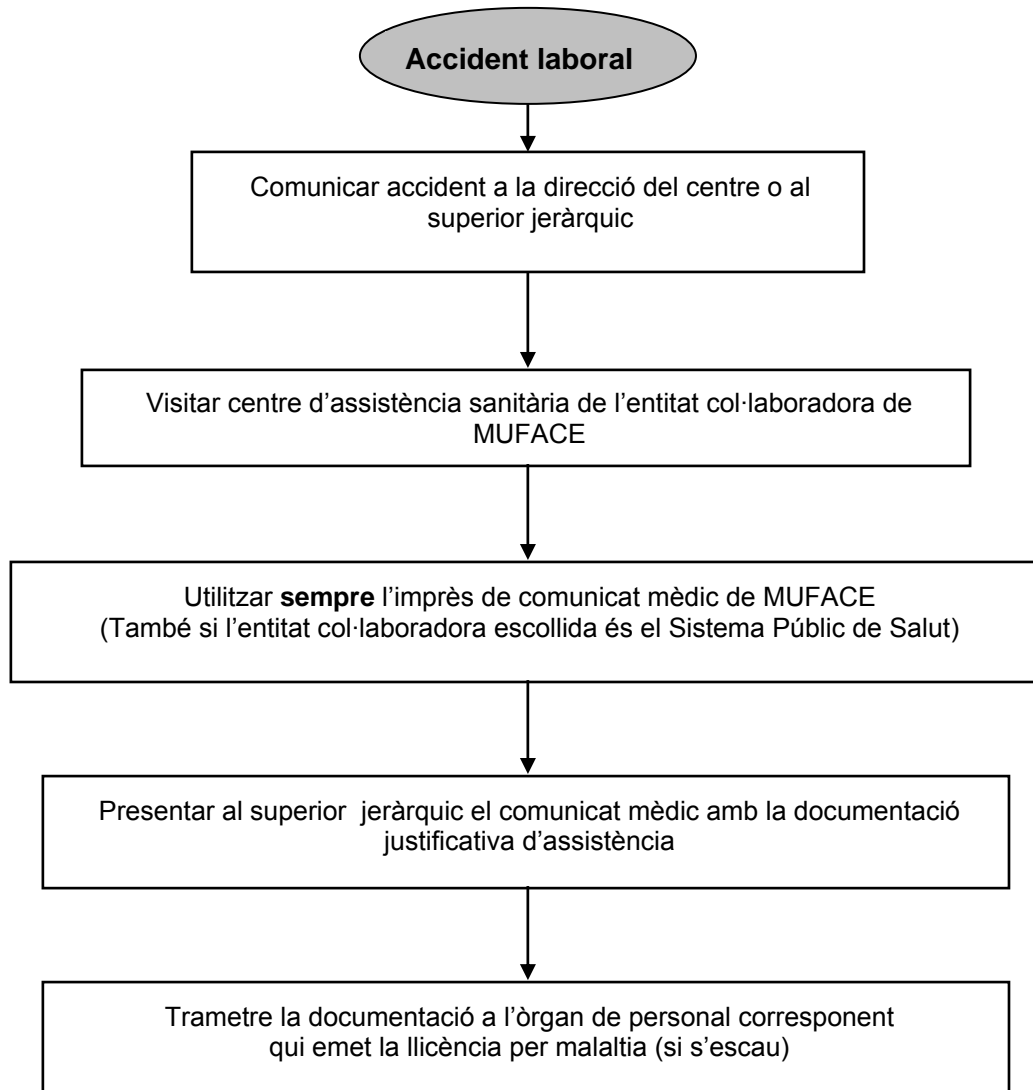 Accident laboral
Comunicar accident a la direcció del centre o al
superior jeràrquic
Visitar centre d’assistència sanitària de l’entitat col·laboradora de
MUFACE
Utilitzar sempre l’imprès de comunicat mèdic de MUFACE
(També si l’entitat col·laboradora escollida és el Sistema Públic de Salut)
Presentar al superior jeràrquic el comunicat mèdic amb la documentació
justificativa d’assistència
Trametre la documentació a l’òrgan de personal corresponent
qui emet la llicència per malaltia (si s’escau)